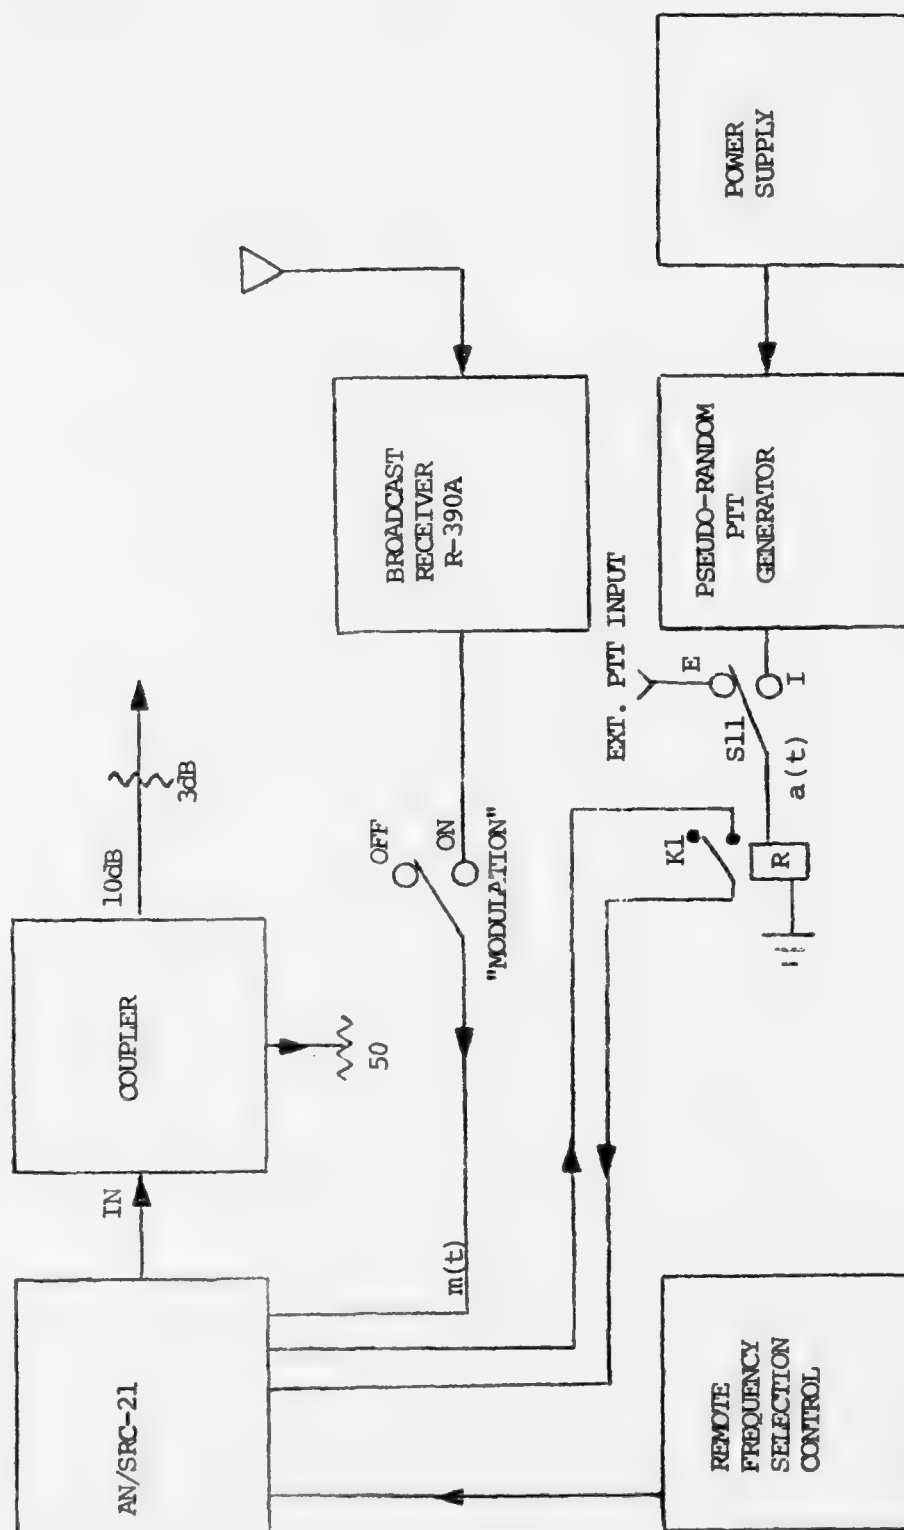 AN/SRC-21
IN
COUPLER
10dB
3dB
50
m(t)
"MODULATION"
OFF
ON
BROADCAST
RECEIVER
R-390A
REMOTE
FREQUENCY
SELECTION
CONTROL
K1
R
a(t)
S11
E
I
EXT. PTT INPUT
PSEUDO-RANDOM
PTT
GENERATOR
POWER
SUPPLY